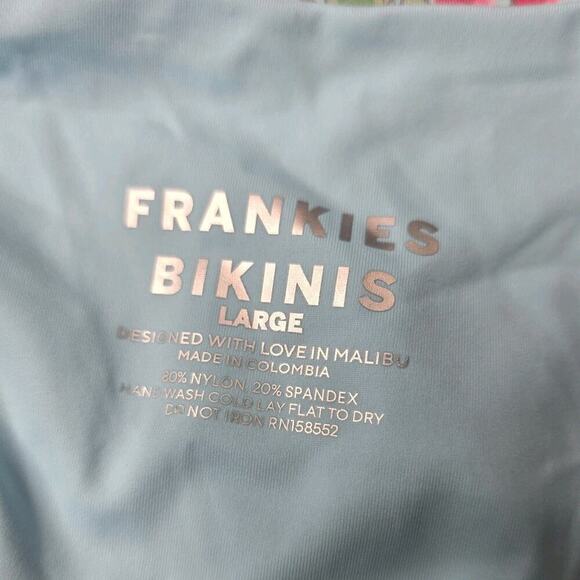 FRANKIES
BIKINIS
LARGE
DESIGNED WITH LOVE IN MALIBU
MADE IN COLOMBIA
80% NYLON, 20% SPANDEX
HAND WASH COLD LAY FLAT TO DRY
DO NOT IRON RN158552